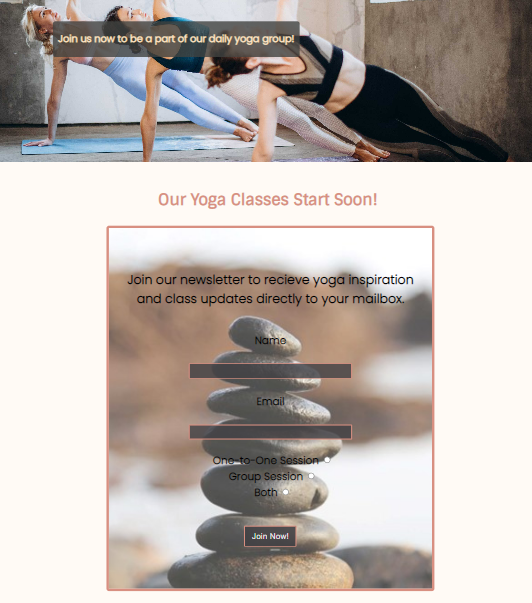 Join us now to be a part of our daily yoga group!
Our Yoga Classes Start Soon!
Join our newsletter to recieve yoga inspiration
and class updates directly to your mailbox.
Name
Email
One-to-One Session
Group Session
Both
Join Now!